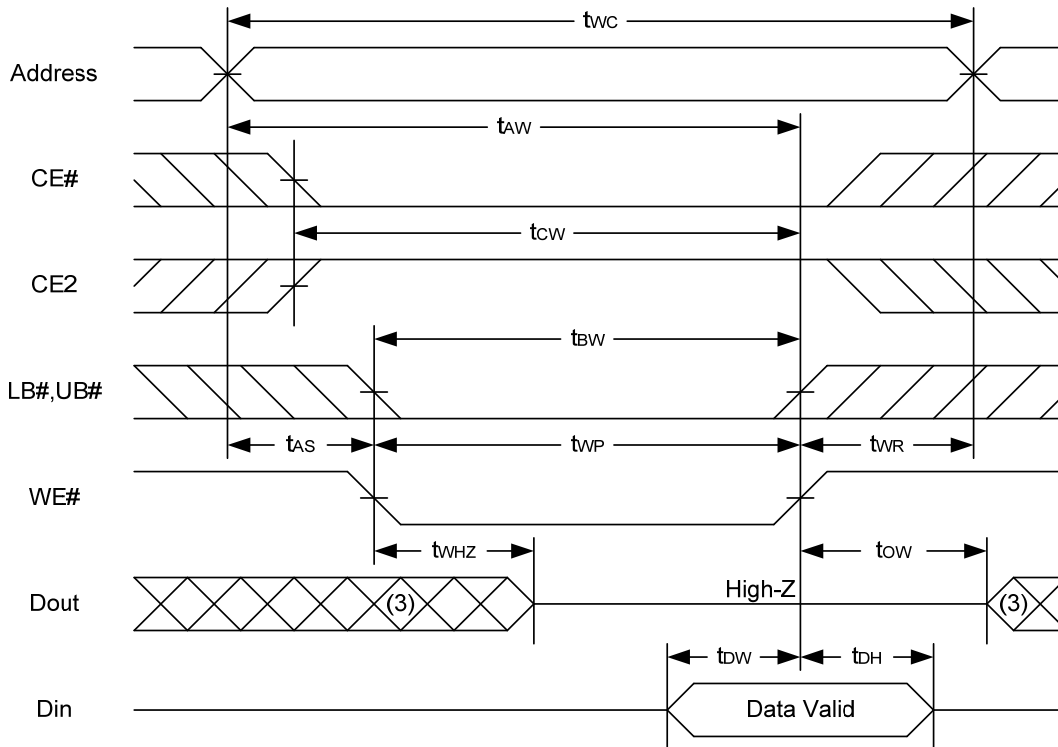 tWC
Address
tAW
CE#
tCW
CE2
tBW
LB#,UB#
tAS
tWP
tWR
WE#
tWHZ
tOW
Dout
(3)
High-Z
(3)
tDW
tDH
Din
Data Valid